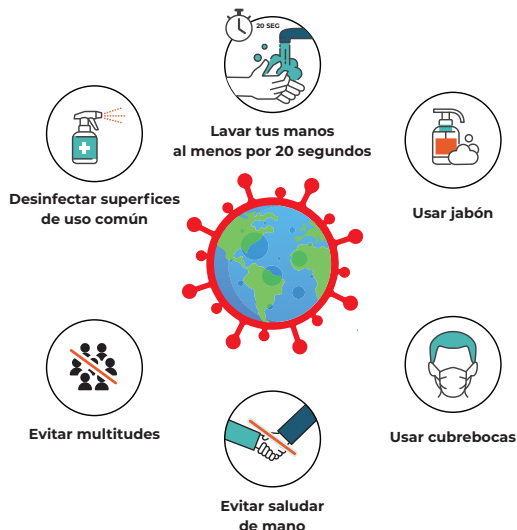 20 SEG
Lavar tus manos
al menos por 20 segundos
Desinfectar superfices
de uso común
Usar jabón
Evitar multitudes
Usar cubrebocas
Evitar saludar
de mano